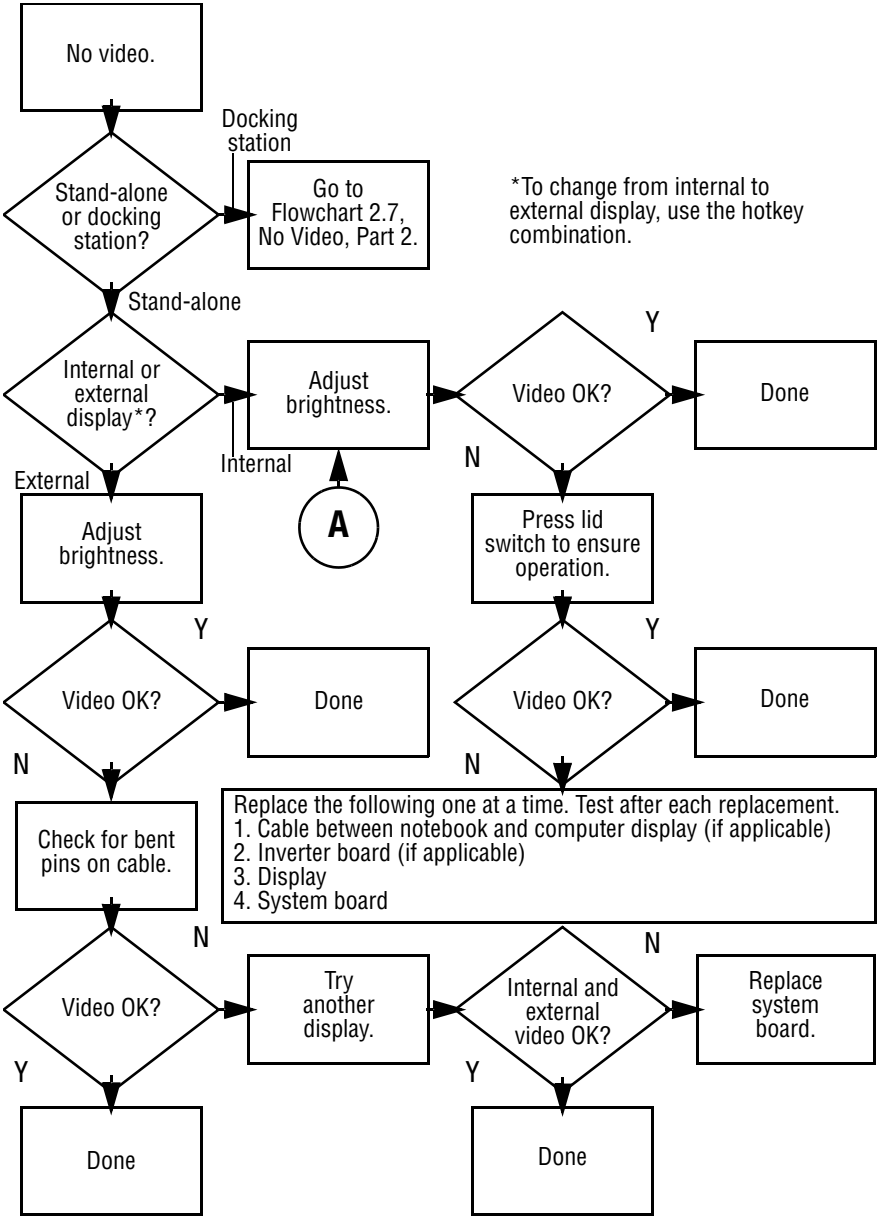 No video.
Docking
station
Stand-alone
or docking
station?
Go to
Flowchart 2.7,
No Video, Part 2.
*To change from internal to
external display, use the hotkey
combination.
Stand-alone
Internal or
external
display*?
Internal
Adjust
brightness.
A
Video OK?
Y
Done
N
Press lid
switch to ensure
operation.
External
Adjust
brightness.
Video OK?
Y
Done
N
Video OK?
Y
Done
N
Replace the following one at a time. Test after each replacement.
1. Cable between notebook and computer display (if applicable)
2. Inverter board (if applicable)
3. Display
4. System board
Check for bent
pins on cable.
Video OK?
N
Try
another
display.
Internal and
external
video OK?
N
Replace
system
board.
Y
Done
Y
Done